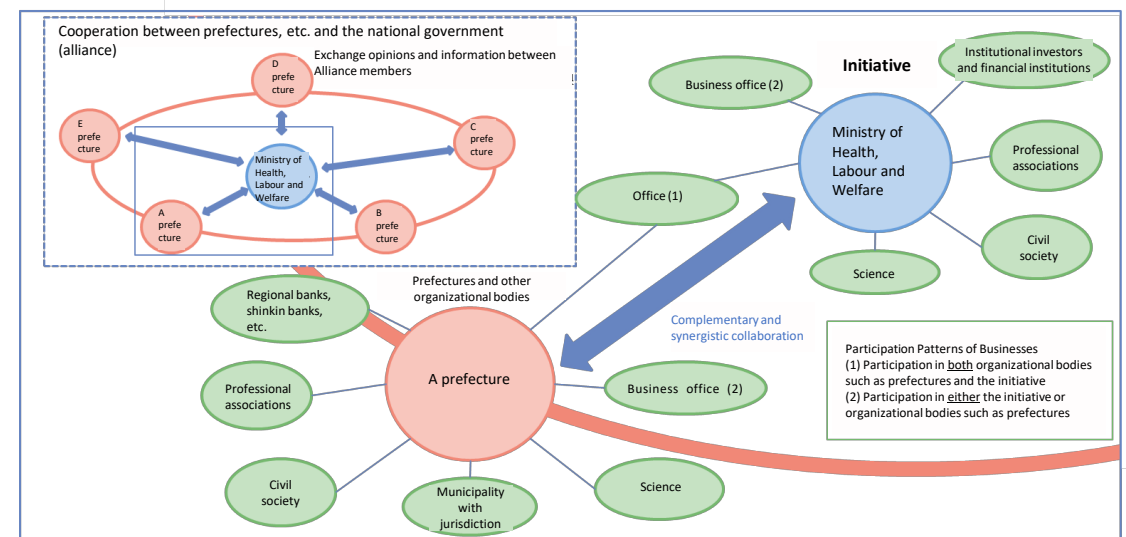 Cooperation between prefectures, etc. and the national government
(alliance)
Exchange opinions and information between
Alliance members
D
prefe
cture
E
prefe
cture
C
prefe
cture
Ministry of
Health,
Labour and
Welfare
A
prefe
cture
B
prefe
cture
Initiative
Business office (2)
Institutional investors
and financial institutions
Ministry of
Health,
Labour and
Welfare
Professional
associations
Office (1)
Civil
society
Science
Prefectures and other
organizational bodies
Regional banks,
shinkin banks,
etc.
Complementary and
synergistic collaboration
A prefecture
Professional
associations
Business office (2)
Participation Patterns of Businesses
(1) Participation in both organizational bodies
such as prefectures and the initiative
(2) Participation in either the initiative or
organizational bodies such as prefectures
Civil
society
Municipality
with
jurisdiction
Science